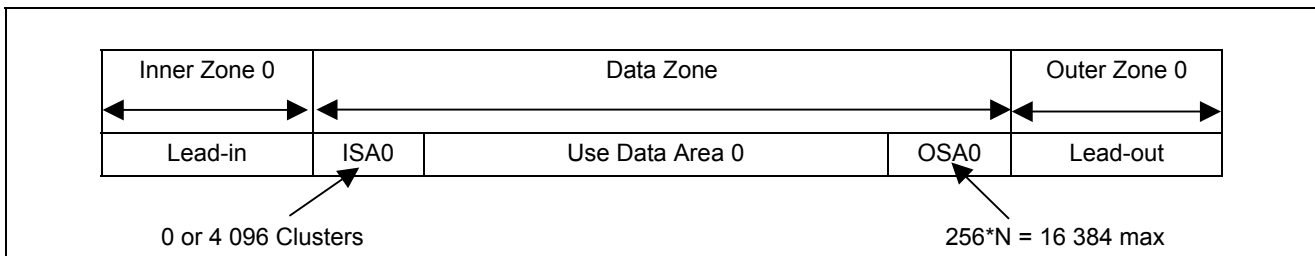 Inner Zone 0 Data Zone Outer Zone 0
Lead-in ISA0 Use Data Area 0 OSA0 Lead-out
0 or 4 096 Clusters 256*N = 16 384 max